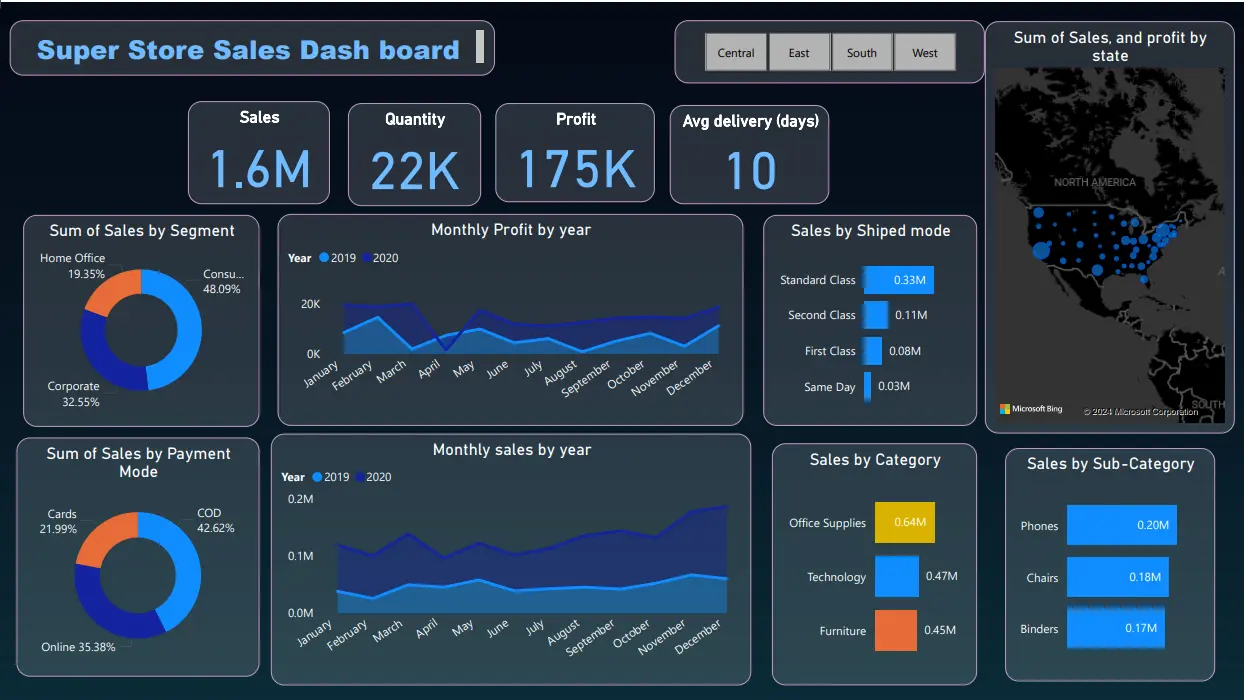 Super Store Sales Dash board
Central
East
South
West
Sum of Sales, and profit by
state
NORTH AMERICA
Microsoft Bing
© 2024 Microsoft Corporation
SOUTH
A
Sales
1.6M
Quantity
22K
Profit
175K
Avg delivery (days)
10
Sum of Sales by Segment
Home Office
19.35%
Consu...
48.09%
Corporate
32.55%
Monthly Profit by year
Year 2019 2020
20K
0K
January
February
March
April
May
June
July
August
September
October
November
December
Sales by Shiped mode
Standard Class 0.33M
Second Class 0.11M
First Class 0.08M
Same Day 0.03M
Sum of Sales by Payment
Mode
Cards
21.99%
COD
42.62%
Online 35.38%
Monthly sales by year
Year 2019 2020
0.2M
0.1M
0.0M
January
February
March
April
May
June
July
August
September
October
November
December
Sales by Category
Office Supplies 0.64M
Technology 0.47M
Furniture 0.45M
Sales by Sub-Category
Phones 0.20M
Chairs 0.18M
Binders 0.17M